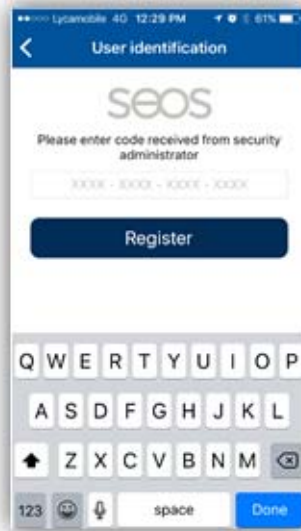 Lycamobile 4G 12:29 PM 61%
User identification
SEOS
Please enter code received from security
administrator
XXXX - XXXX - XXXX - XXXX
Register
Q W E R T Y U I O P
A S D F G H J K L
Z X C V B N M
123 space Done